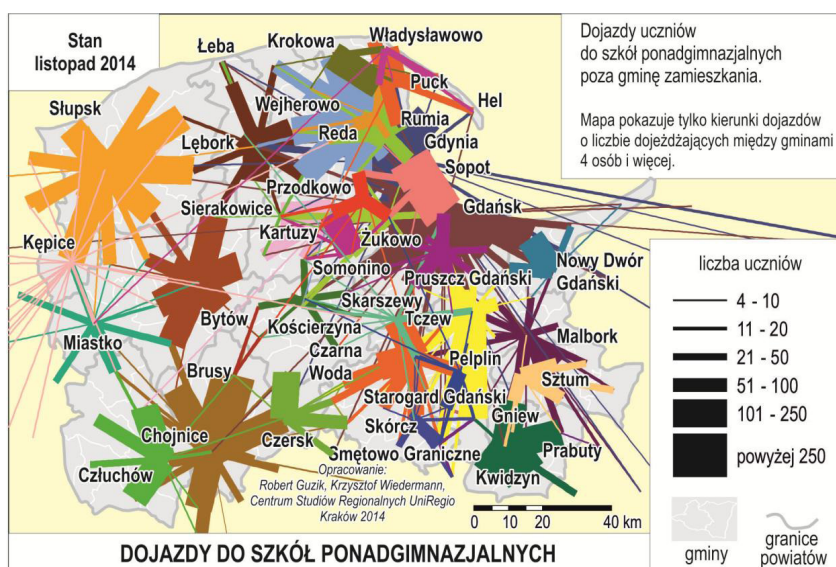 Stan
listopad 2014
Łeba
Krokowa
Władysławowo
Puck
Hel
Słupsk
Wejherowo
Lębork
Reda
Rumia
Gdynia
Sopot
Przodkowo
Sierakowice
Gdańsk
Kępice
Kartuzy
Żukowo
Somonino
Pruszcz Gdański
Nowy Dwór
Gdański
Skarszewy
Bytów
Kościerzyna
Tczew
Miastko
Czarna
Woda
Malbork
Brusy
Pelplin
Sztum
Starogard Gdański
Gniew
Chojnice
Czersk
Skórcz
Prabuty
Człuchów
Smętowo Graniczne
Kwidzyn
Opracowanie:
Robert Guzik, Krzysztof Wiedermann,
Centrum Studiów Regionalnych UniRegio
Kraków 2014
0 10 20 40 km
DOJAZDY DO SZKÓŁ PONADGIMNAZJALNYCH
Dojazdy uczniów
do szkół ponadgimnazjalnych
poza gminę zamieszkania.
Mapa pokazuje tylko kierunki dojazdów
o liczbie dojeżdżających między gminami
4 osób i więcej.
liczba uczniów
4 - 10
11 - 20
21 - 50
51 - 100
101 - 250
powyżej 250
gminy
granice
powiatów